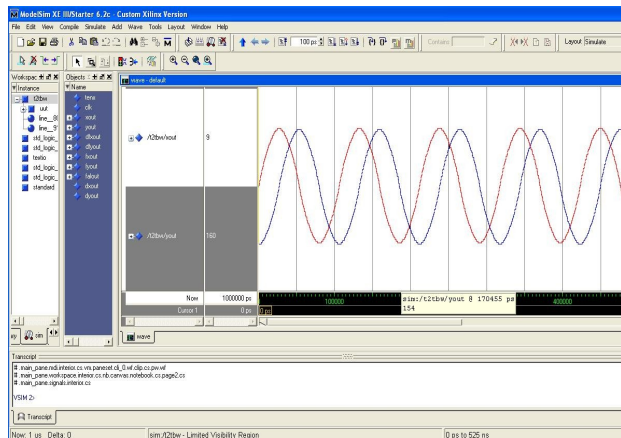 ModelSim XE III/Starter 6.2c - Custom Xilinx Version
File Edit View Compile Simulate Add Wave Tools Layout Window Help
100 ps
Contains
Layout Simulate
Workspac
Objects
wave - default
Instance
Name
t2tbw
uut
line__8
line__9
std_logic_
std_logic_
textio
std_logic_
std_logic_
standard
tens
clk
xout
yout
dlxout
dlyout
lxout
lyout
falout
dxout
dyout
/t2tbw/xout 9
/t2tbw/yout 160
Now 1000000 ps
Cursor 1 0 ps
0 ps
100000
400000
sim:/t2tbw/yout @ 170455 ps
154
sim
wave
Transcript
# .main_pane.mdi.interior.cs.vm.paneset.cli_0.wf.clip.cs.pw.wf
# .main_pane.workspace.interior.cs.nb.canvas.notebook.cs.page2.cs
# .main_pane.signals.interior.cs
VSIM 2>
Transcript
Now: 1 us Delta: 0
sim:/t2tbw - Limited Visibility Region
0 ps to 525 ns